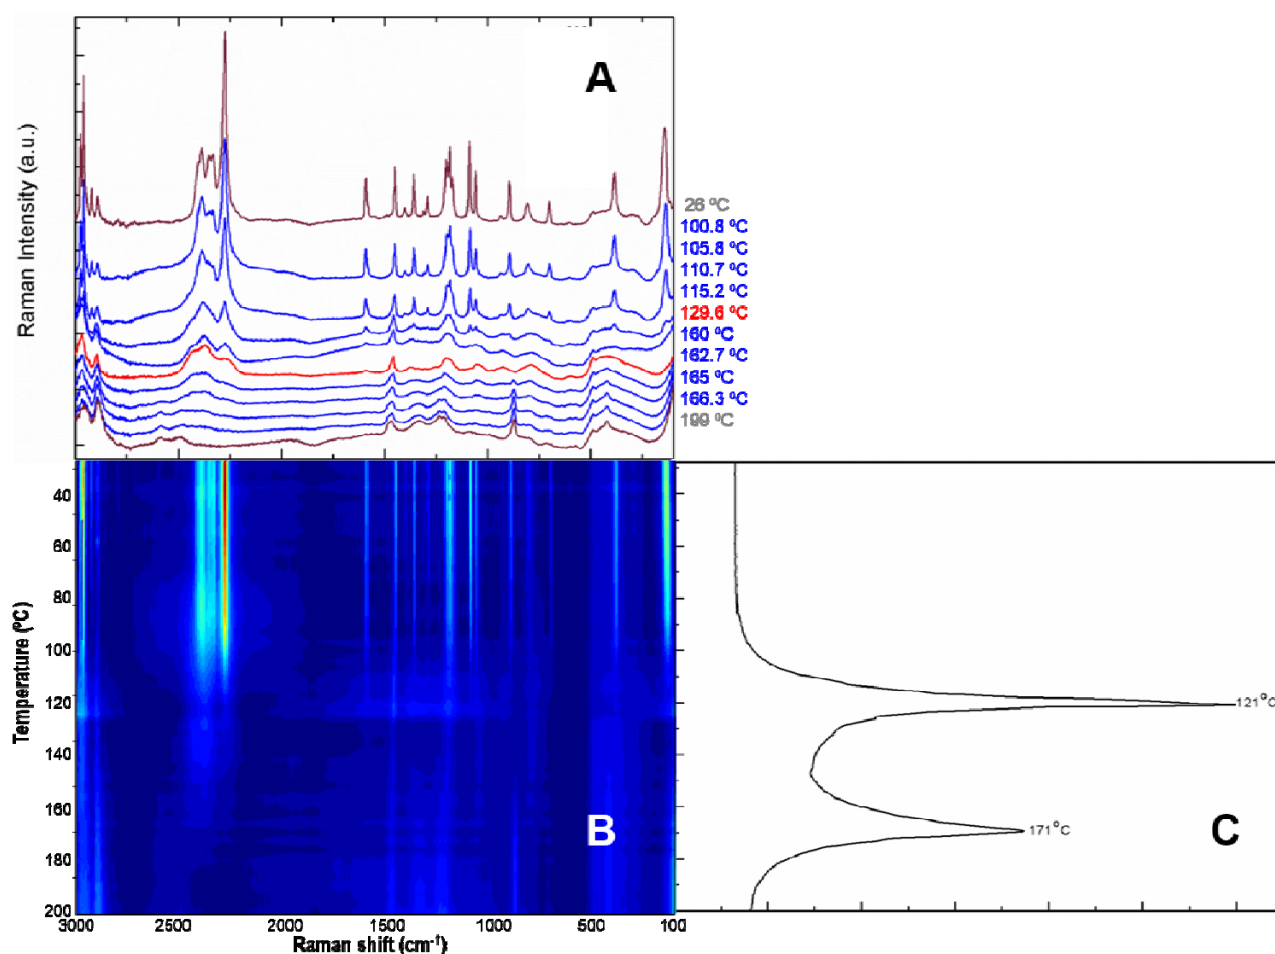 A
Raman Intensity (a.u.)
26 ºC
100.8 ºC
105.8 ºC
110.7 ºC
115.2 ºC
129.6 ºC
160 ºC
162.7 ºC
165 ºC
166.3 ºC
199 ºC
40
60
80
100
120
140
160
180
200
Temperature (ºC)
B
3000
2500
2000
1500
1000
500
100
Raman shift (cm-1)
121°C
171°C
C